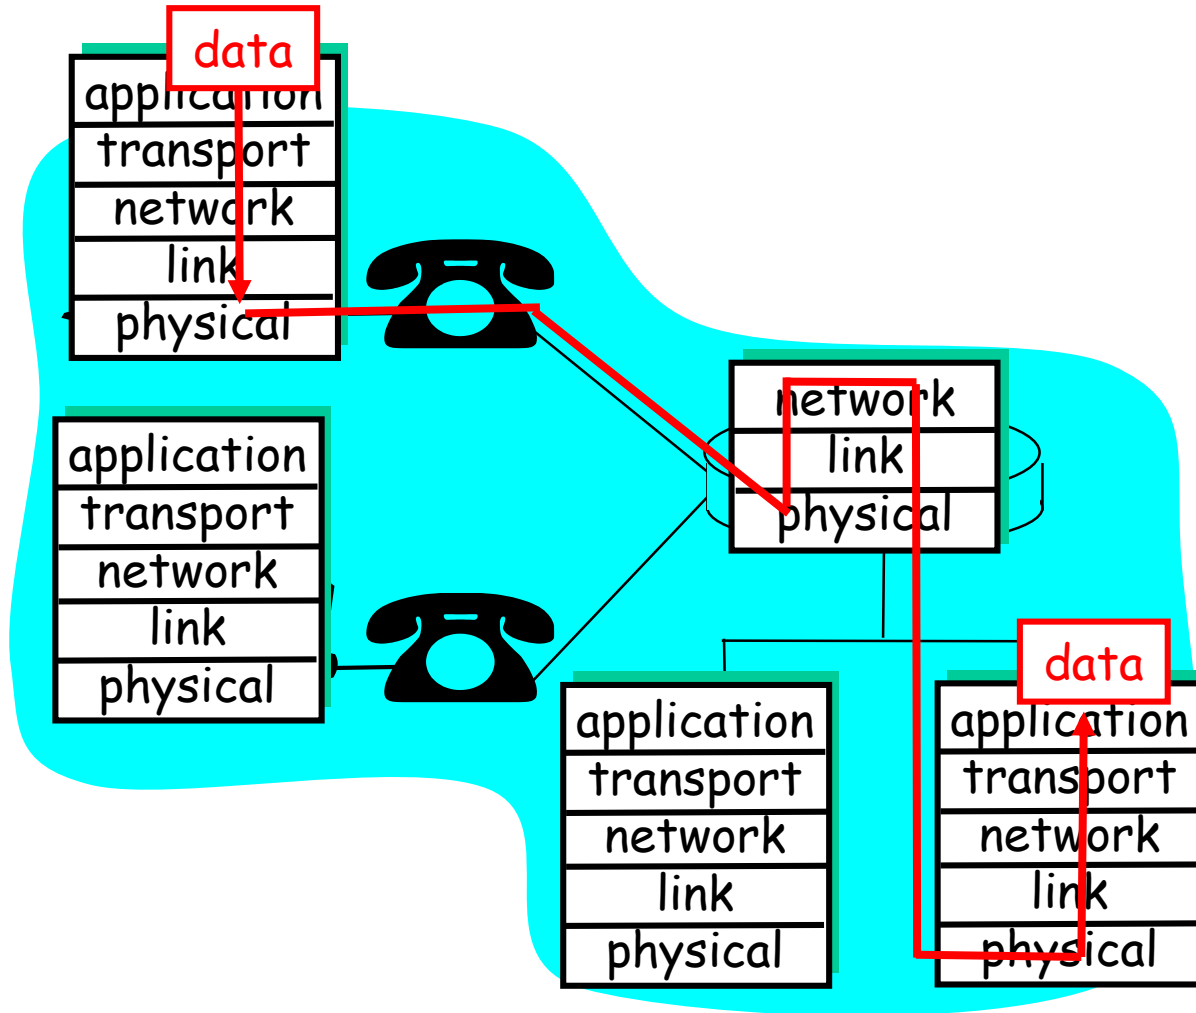 data
application
transport
network
link
physical
application
transport
network
link
physical
network
link
physical
application
transport
network
link
physical
data
application
transport
network
link
physical